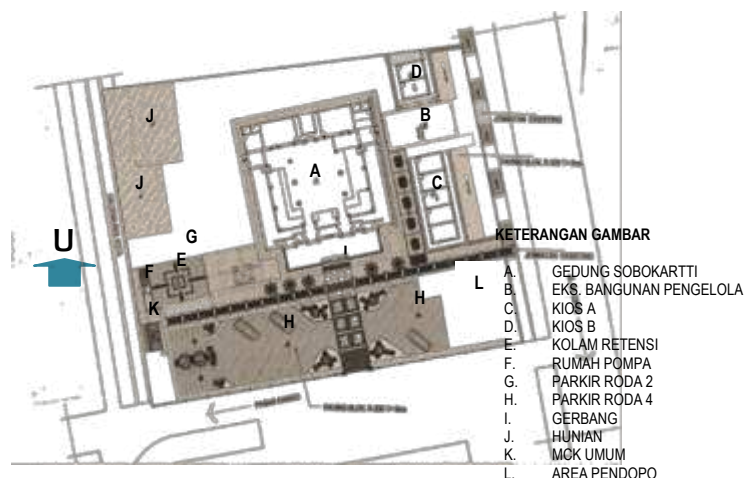 D
B
J
A
J
C
G
U
E
F
I
K
H
H
L
KETERANGAN GAMBAR
A. GEDUNG SOBOKARTTI
B. EKS. BANGUNAN PENGELOLA
C. KIOS A
D. KIOS B
E. KOLAM RETENSI
F. RUMAH POMPA
G. PARKIR RODA 2
H. PARKIR RODA 4
I. GERBANG
J. HUNIAN
K. MCK UMUM
L. AREA PENDOPO